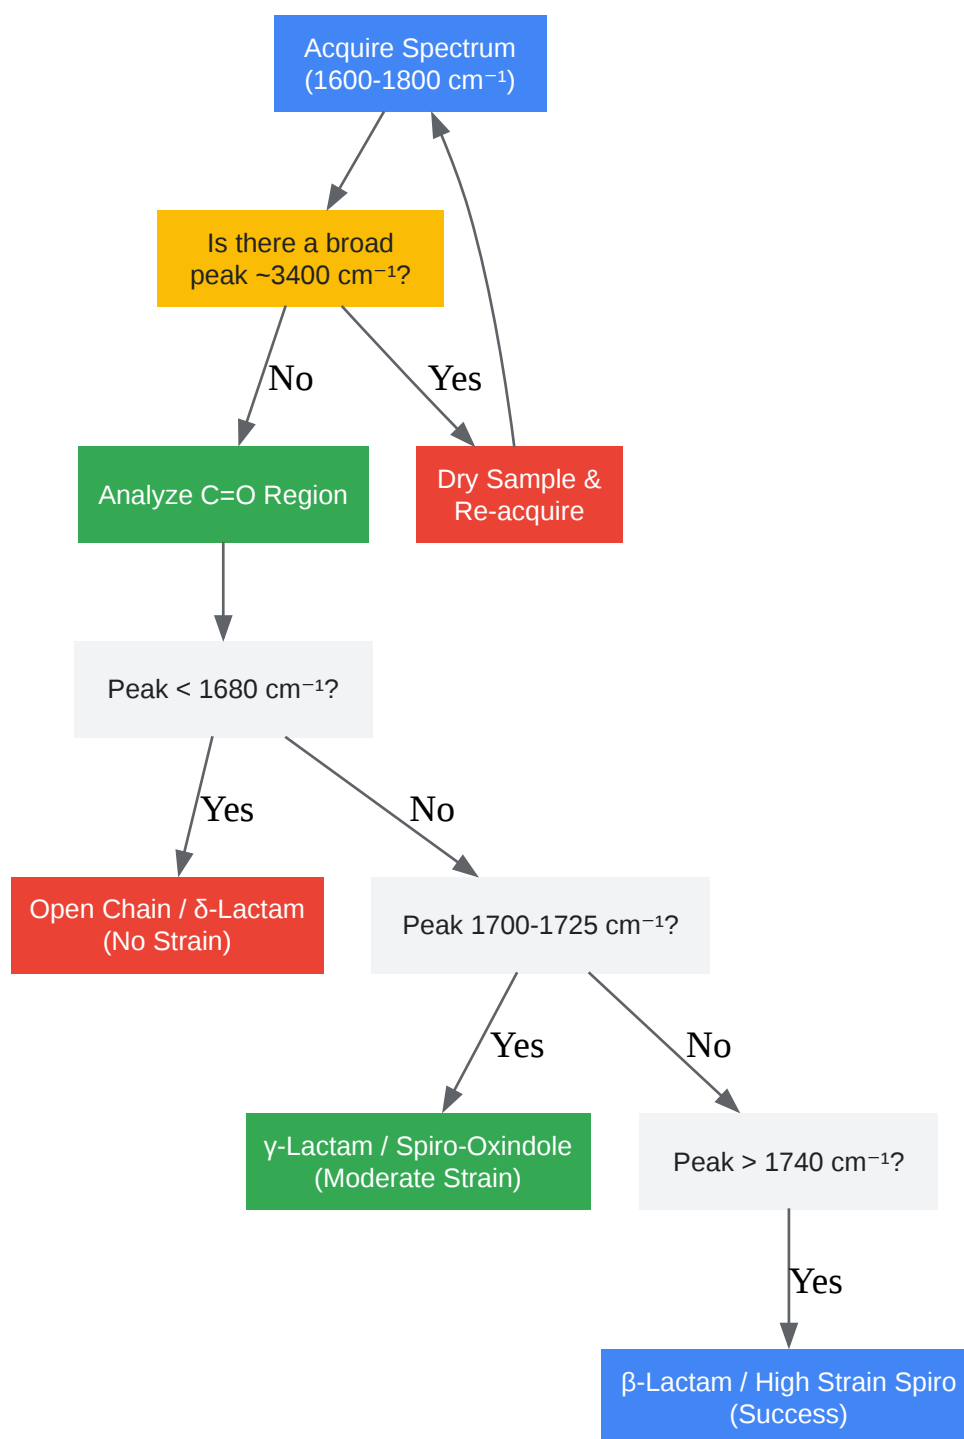 Acquire Spectrum
(1600-1800 cm⁻¹)
Is there a broad
peak ~3400 cm⁻¹?
No
Yes
Analyze C=O Region
Dry Sample &
Re-acquire
Peak < 1680 cm⁻¹?
Yes
No
Open Chain / δ-Lactam
(No Strain)
Peak 1700-1725 cm⁻¹?
Yes
No
γ-Lactam / Spiro-Oxindole
(Moderate Strain)
Peak > 1740 cm⁻¹?
Yes
β-Lactam / High Strain Spiro
(Success)